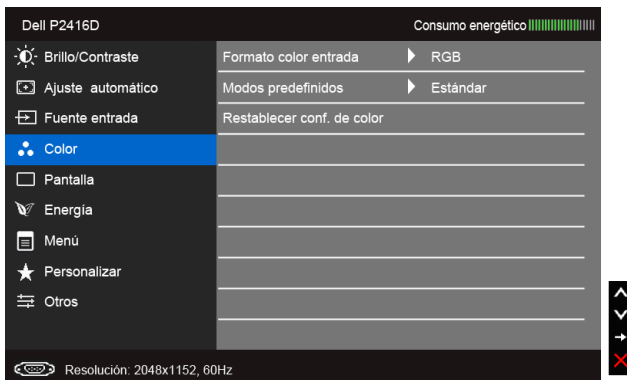 Dell P2416D Consumo energético
Brillo/Contraste Formato color entrada RGB
Ajuste automático Modos predefinidos Estándar
Fuente entrada Restablecer conf. de color
Color
Pantalla
Energía
Menú
Personalizar
Otros
Resolución: 2048x1152, 60Hz